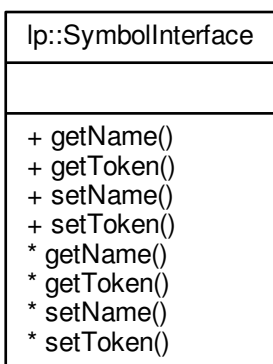 lp::SymbolInterface
+ getName()
+ getToken()
+ setName()
+ setToken()
* getName()
* getToken()
* setName()
* setToken()